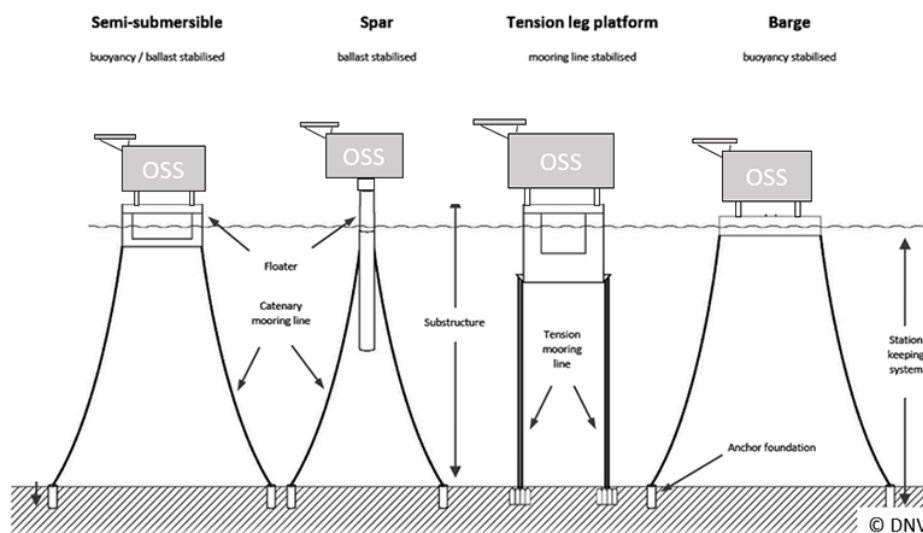 Semi-submersible
buoyancy / ballast stabilised
Spar
ballast stabilised
Tension leg platform
mooring line stabilised
Barge
buoyancy stabilised
OSS
OSS
OSS
OSS
Floater
Catenary
mooring line
Substructure
Tension
mooring
line
Station
keeping
system
Anchor foundation
© DNV